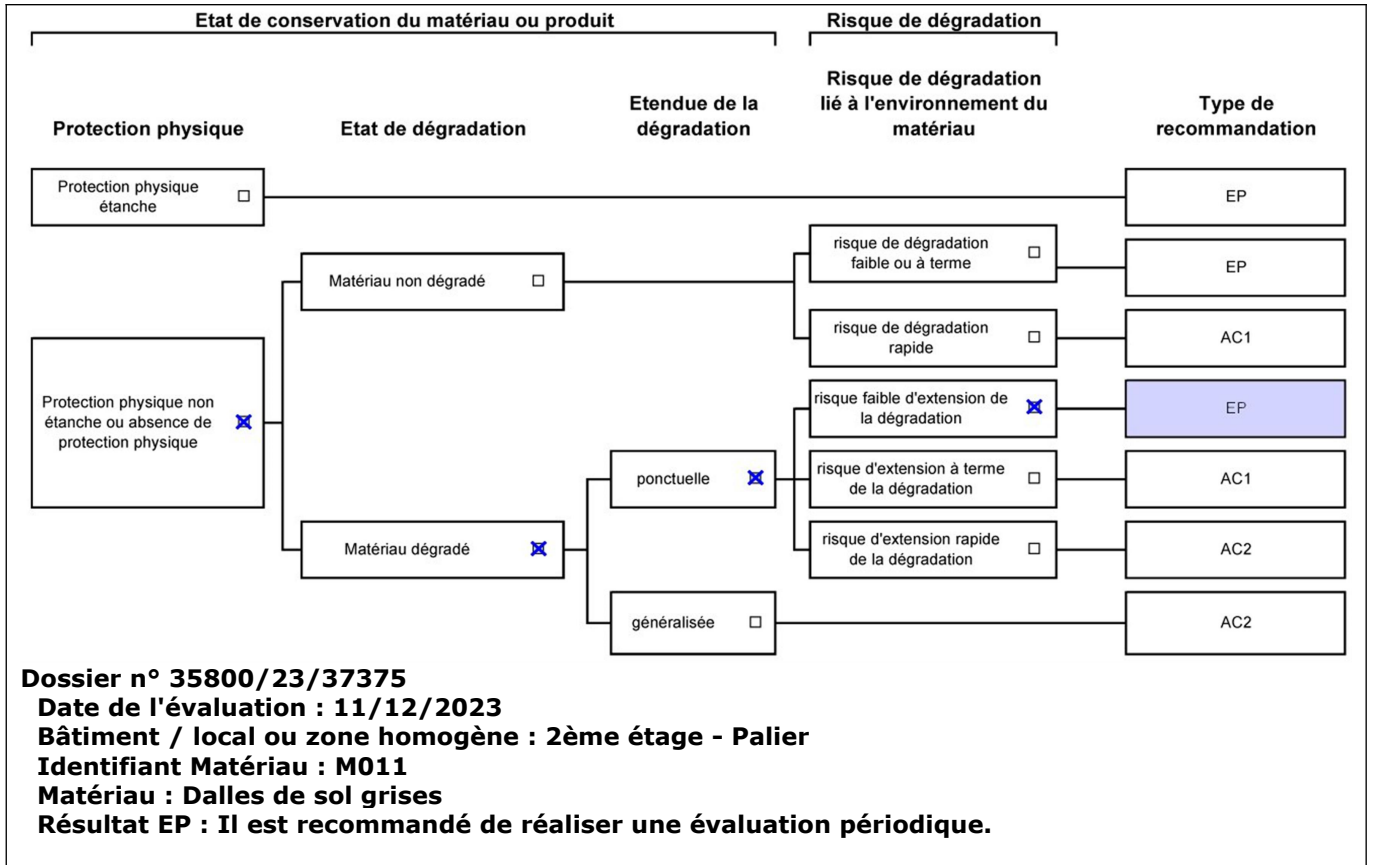 Etat de conservation du matériau ou produit
Risque de dégradation
Protection physique
Etat de dégradation
Etendue de la
dégradation
Risque de dégradation
lié à l'environnement du
matériau
Type de
recommandation
Protection physique
étanche
EP
Matériau non dégradé
risque de dégradation
faible ou à terme
EP
risque de dégradation
rapide
AC1
Protection physique non
étanche ou absence de
protection physique
risque faible d'extension de
la dégradation
EP
ponctuelle
risque d'extension à terme
de la dégradation
AC1
Matériau dégradé
risque d'extension rapide
de la dégradation
AC2
généralisée
AC2
Dossier n° 35800/23/37375
Date de l'évaluation : 11/12/2023
Bâtiment / local ou zone homogène : 2ème étage - Palier
Identifiant Matériau : M011
Matériau : Dalles de sol grises
Résultat EP : Il est recommandé de réaliser une évaluation périodique.